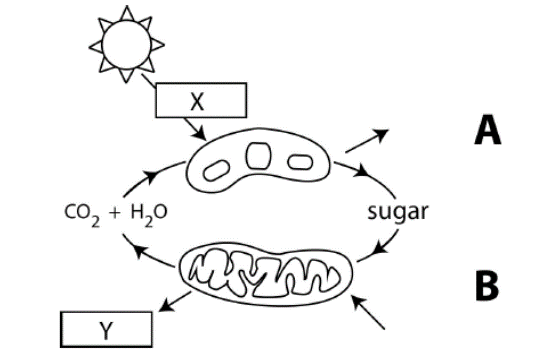 X
A
CO₂ + H₂O
sugar
B
Y